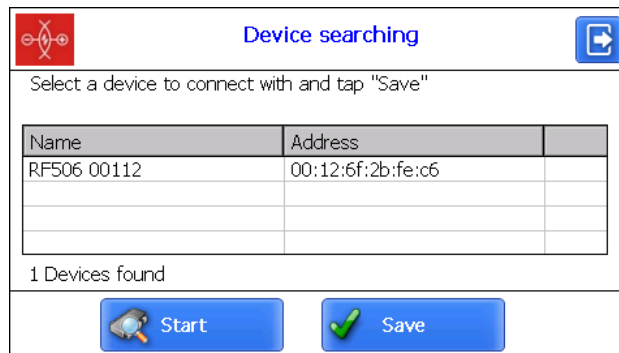 Device searching
Select a device to connect with and tap "Save"
Name Address
RF506 00112 00:12:6f:2b:fe:c6
1 Devices found
Start Save